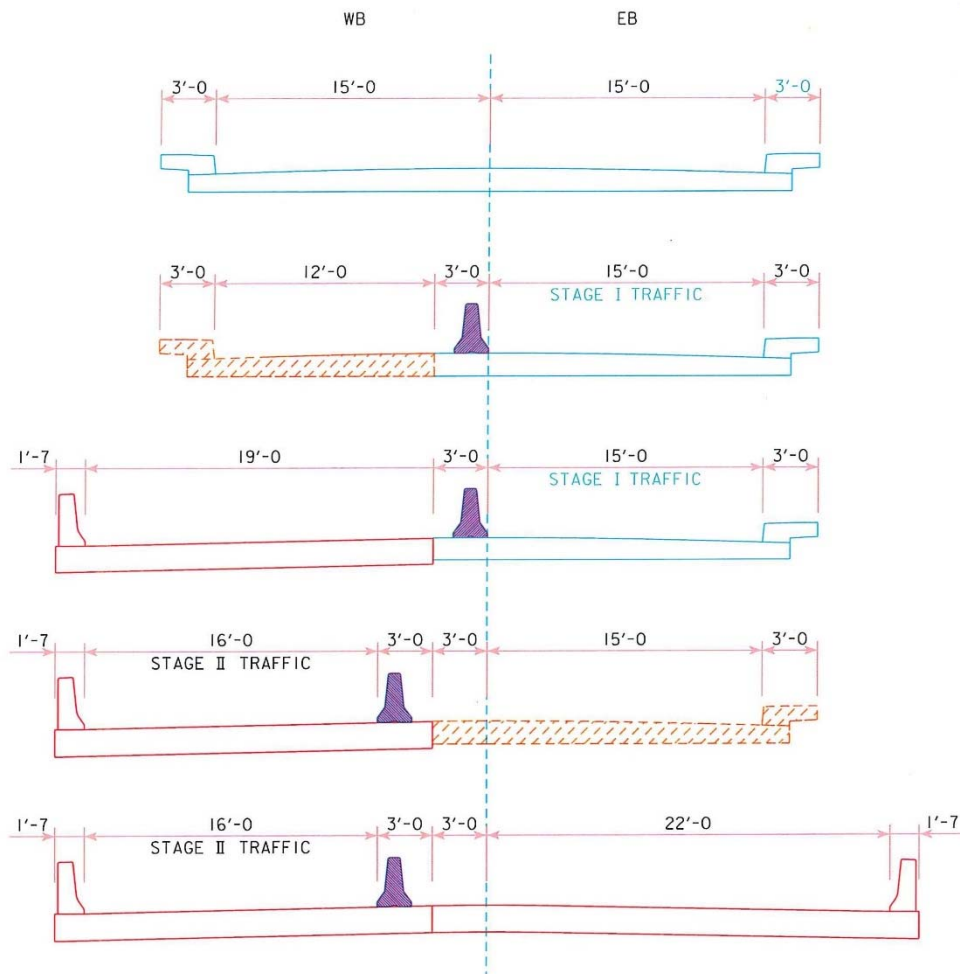 WB EB
3'-0 15'-0 15'-0 3'-0
3'-0 12'-0 3'-0 15'-0 3'-0
STAGE I TRAFFIC
1'-7 19'-0 3'-0 15'-0 3'-0
STAGE I TRAFFIC
1'-7 16'-0 3'-0 3'-0 15'-0 3'-0
STAGE II TRAFFIC
1'-7 16'-0 3'-0 3'-0 22'-0 1'-7
STAGE II TRAFFIC